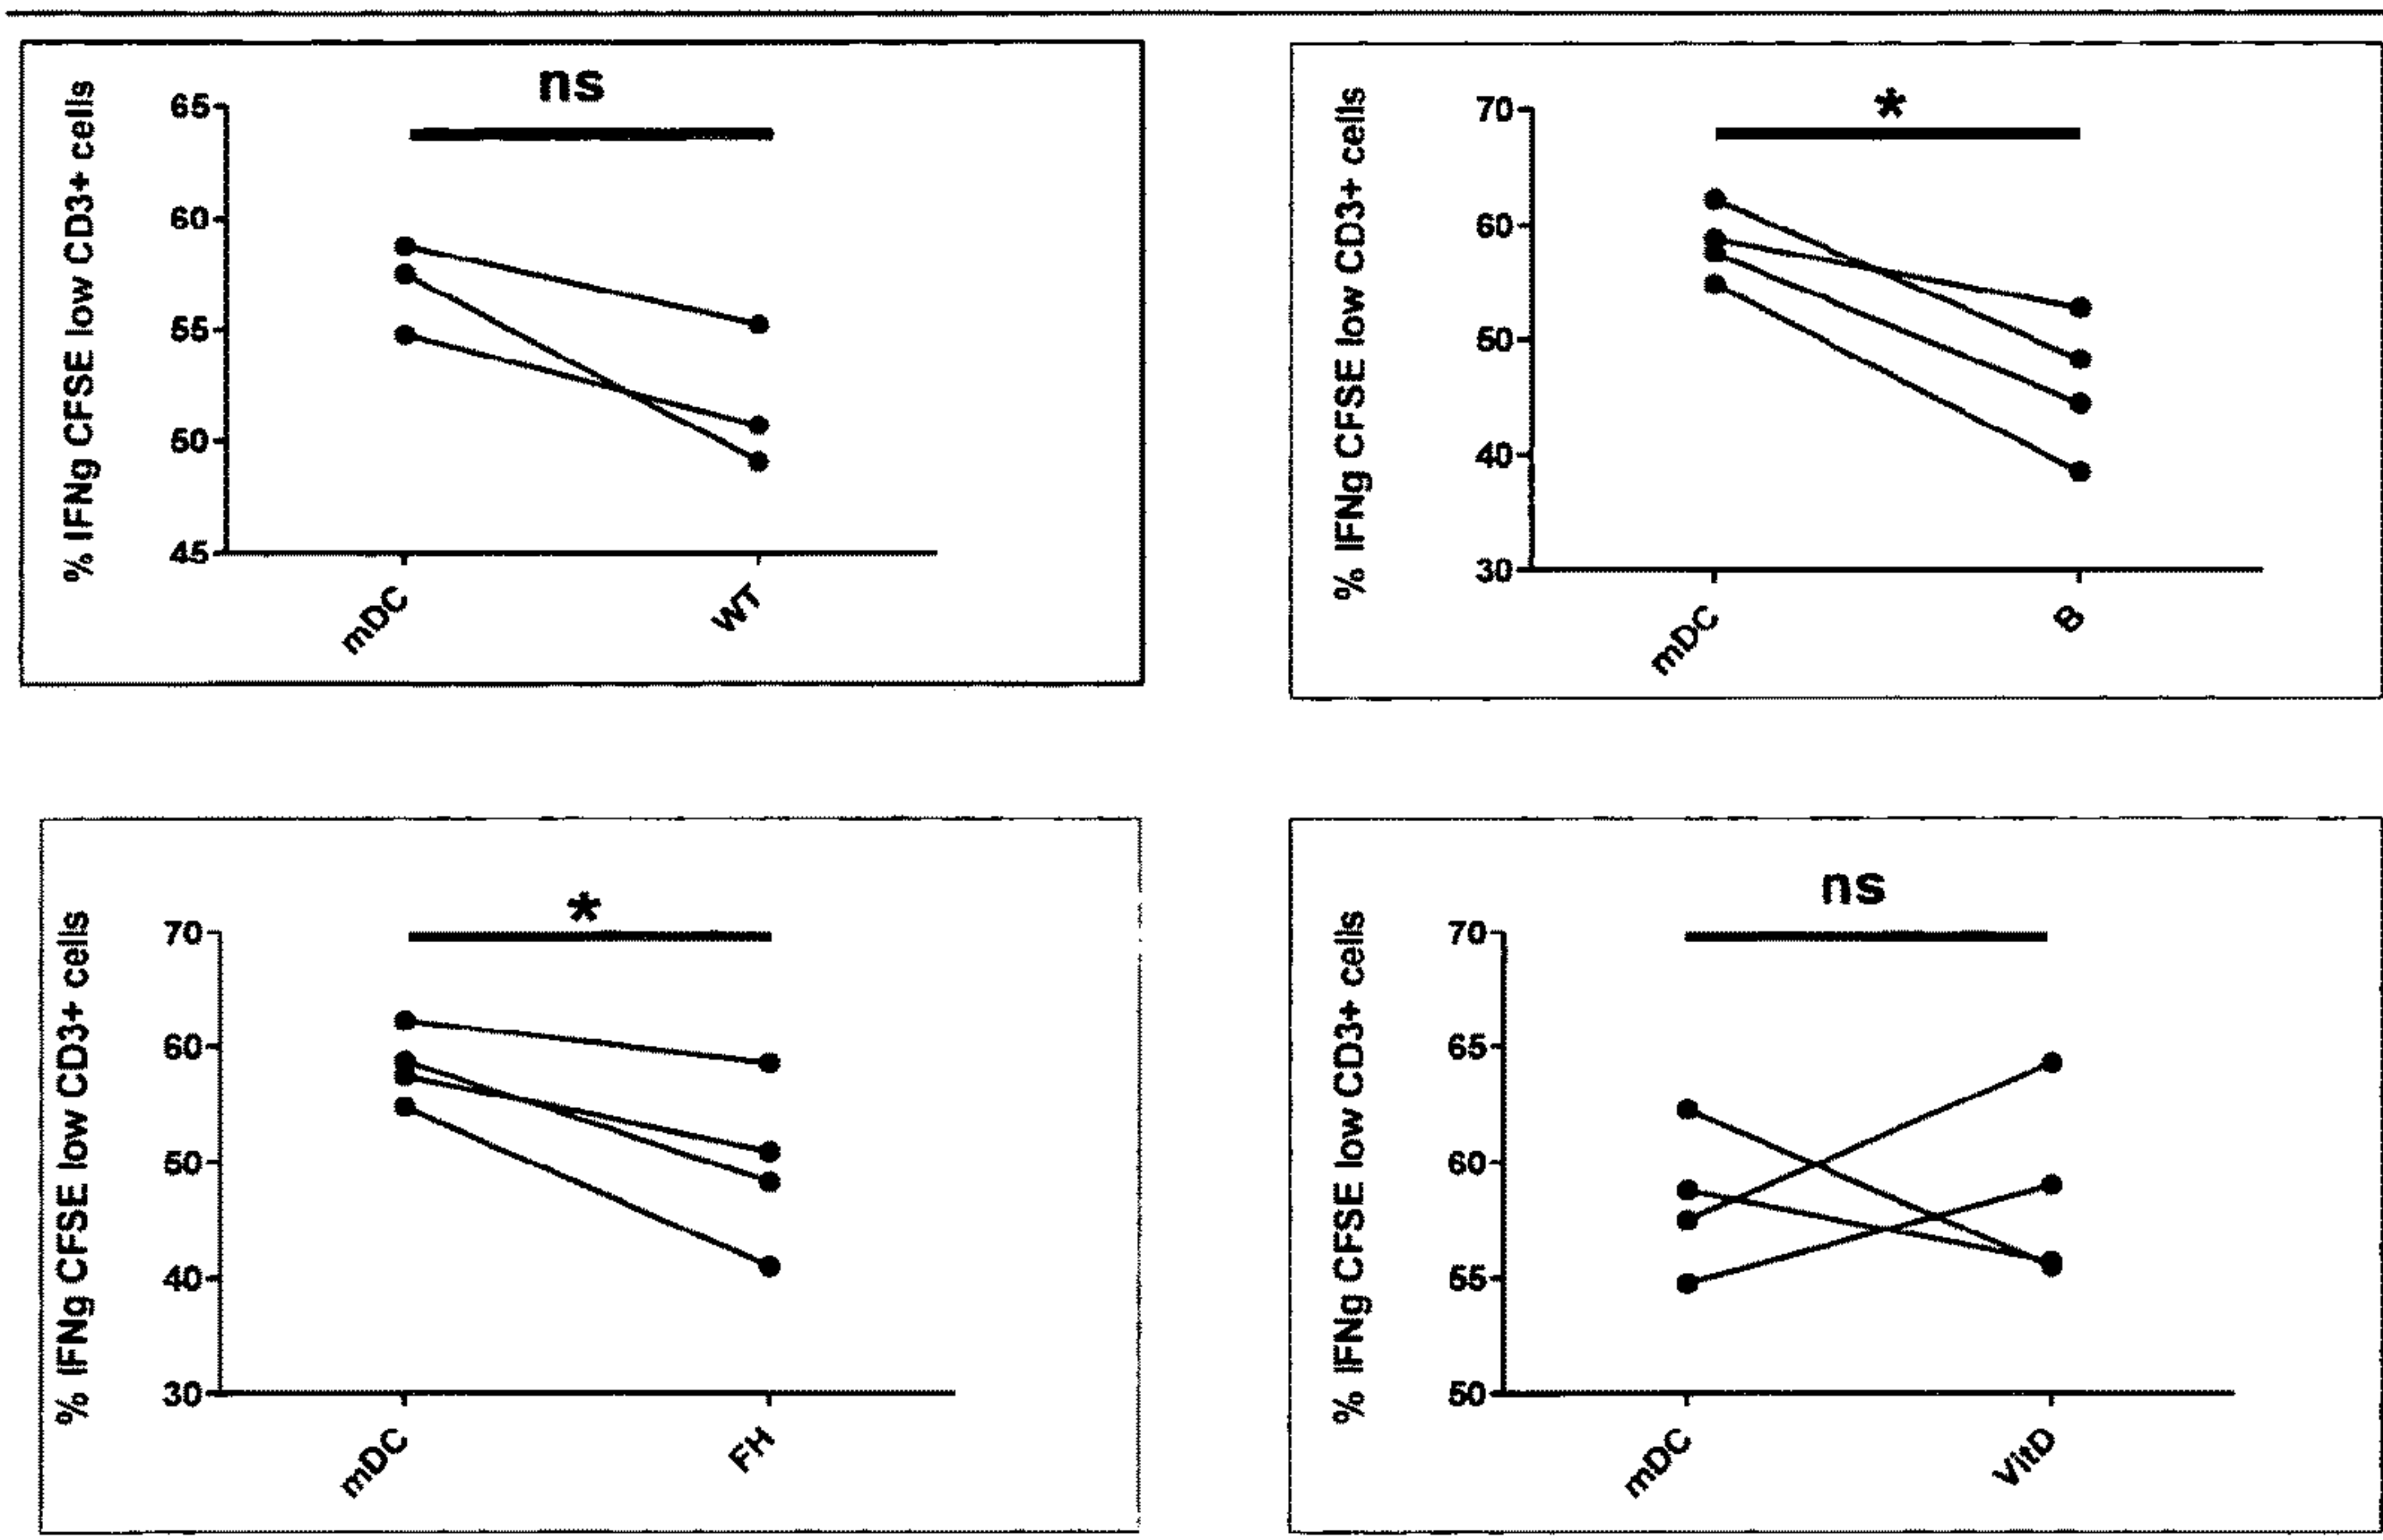 ns
% IFNg CFSE low CD3+ cells
65
60
55
50
45
mDC
WT
*
% IFNg CFSE low CD3+ cells
70
60
50
40
30
mDC
B
*
% IFNg CFSE low CD3+ cells
70
60
50
40
30
mDC
FH
ns
% IFNg CFSE low CD3+ cells
70
65
60
55
50
mDC
VitD